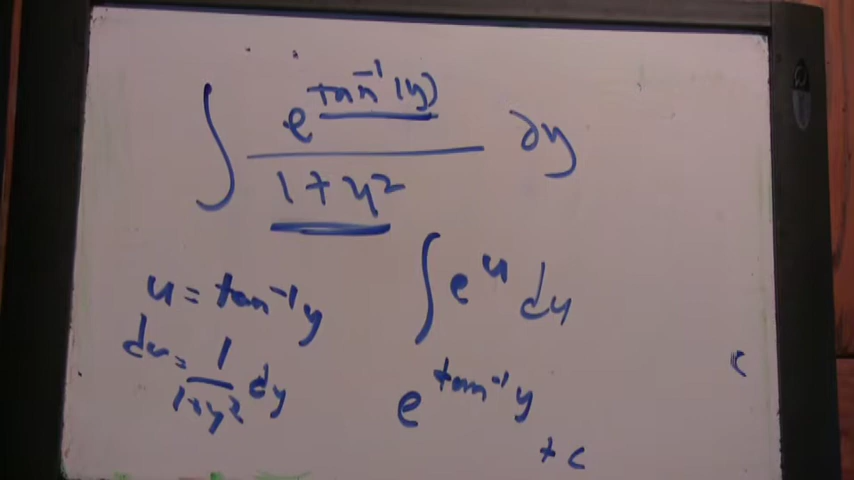 ∫ e^(tan⁻¹(y)) / (1+y²) dy
u = tan⁻¹ y
du = 1/(1+y²) dy
∫ e^u du
e^(tan⁻¹ y) + c
c